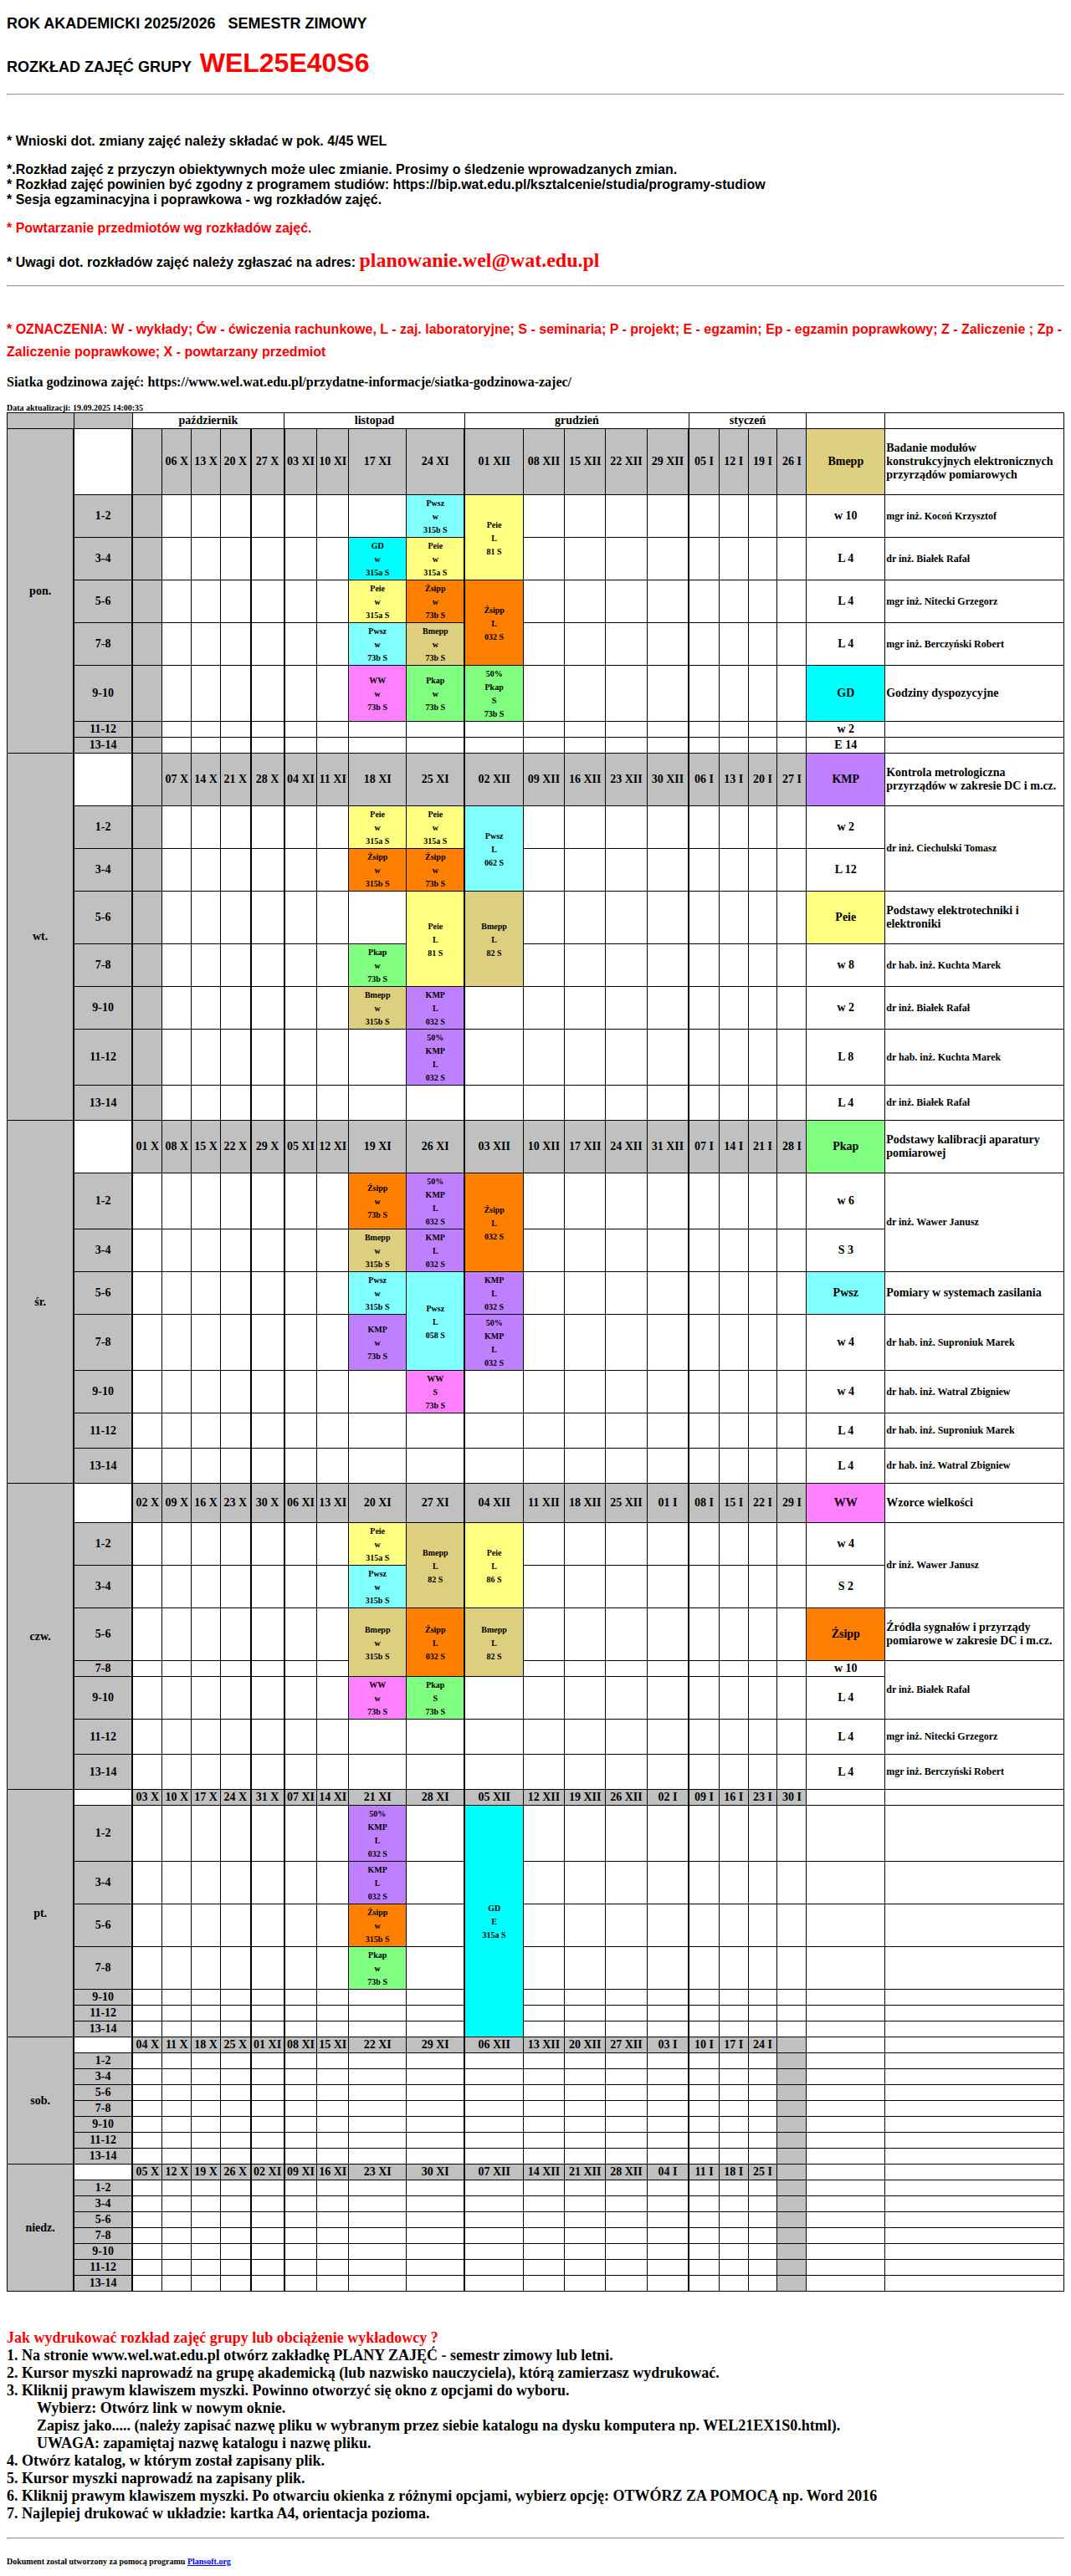 ROK AKADEMICKI 2025/2026 SEMESTR ZIMOWY
ROZKŁAD ZAJĘĆ GRUPY WEL25E40S6
* Wnioski dot. zmiany zajęć należy składać w pok. 4/45 WEL
*.Rozkład zajęć z przyczyn obiektywnych może ulec zmianie. Prosimy o śledzenie wprowadzanych zmian.
* Rozkład zajęć powinien być zgodny z programem studiów: https://bip.wat.edu.pl/ksztalcenie/studia/programy-studiow
* Sesja egzaminacyjna i poprawkowa - wg rozkładów zajęć.
* Powtarzanie przedmiotów wg rozkładów zajęć.
* Uwagi dot. rozkładów zajęć należy zgłaszać na adres: planowanie.wel@wat.edu.pl
* OZNACZENIA: W - wykłady; Ćw - ćwiczenia rachunkowe, L - zaj. laboratoryjne; S - seminaria; P - projekt; E - egzamin; Ep - egzamin poprawkowy; Z - Zaliczenie ; Zp -
Zaliczenie poprawkowe; X - powtarzany przedmiot
Siatka godzinowa zajęć: https://www.wel.wat.edu.pl/przydatne-informacje/siatka-godzinowa-zajec/
Data aktualizacji: 19.09.2025 14:00:35
październik listopad grudzień styczeń
pon. 06 X 13 X 20 X 27 X 03 XI 10 XI 17 XI 24 XI 01 XII 08 XII 15 XII 22 XII 29 XII 05 I 12 I 19 I 26 I Bmepp Badanie modułów konstrukcyjnych elektronicznych przyrządów pomiarowych
1-2 Pwsz w 315b S Peie L 81 S w 10 mgr inż. Kocoń Krzysztof
3-4 GD w 315a S Peie w 315a S L 4 dr inż. Białek Rafał
5-6 Peie w 315a S Źsipp w 73b S Źsipp L 032 S L 4 mgr inż. Nitecki Grzegorz
7-8 Pwsz w 73b S Bmepp w 73b S L 4 mgr inż. Berczyński Robert
9-10 WW w 73b S Pkap w 73b S 50% Pkap S 73b S GD Godziny dyspozycyjne
11-12 w 2
13-14 E 14
wt. 07 X 14 X 21 X 28 X 04 XI 11 XI 18 XI 25 XI 02 XII 09 XII 16 XII 23 XII 30 XII 06 I 13 I 20 I 27 I KMP Kontrola metrologiczna przyrządów w zakresie DC i m.cz.
1-2 Peie w 315a S Peie w 315a S Pwsz L 062 S w 2 dr inż. Ciechulski Tomasz
3-4 Źsipp w 315b S Źsipp w 73b S L 12
5-6 Peie L 81 S Bmepp L 82 S Peie Podstawy elektrotechniki i elektroniki
7-8 Pkap w 73b S w 8 dr hab. inż. Kuchta Marek
9-10 Bmepp w 315b S KMP L 032 S w 2 dr inż. Białek Rafał
11-12 50% KMP L 032 S L 8 dr hab. inż. Kuchta Marek
13-14 L 4 dr inż. Białek Rafał
śr. 01 X 08 X 15 X 22 X 29 X 05 XI 12 XI 19 XI 26 XI 03 XII 10 XII 17 XII 24 XII 31 XII 07 I 14 I 21 I 28 I Pkap Podstawy kalibracji aparatury pomiarowej
1-2 Źsipp w 73b S 50% KMP L 032 S Źsipp L 032 S w 6 dr inż. Wawer Janusz
3-4 Bmepp w 315b S KMP L 032 S S 3
5-6 Pwsz w 315b S Pwsz L 058 S KMP L 032 S Pwsz Pomiary w systemach zasilania
7-8 KMP w 73b S 50% KMP L 032 S w 4 dr hab. inż. Suproniuk Marek
9-10 WW S 73b S w 4 dr hab. inż. Watral Zbigniew
11-12 L 4 dr hab. inż. Suproniuk Marek
13-14 L 4 dr hab. inż. Watral Zbigniew
czw. 02 X 09 X 16 X 23 X 30 X 06 XI 13 XI 20 XI 27 XI 04 XII 11 XII 18 XII 25 XII 01 I 08 I 15 I 22 I 29 I WW Wzorce wielkości
1-2 Peie w 315a S Bmepp L 82 S Peie L 86 S w 4 dr inż. Wawer Janusz
3-4 Pwsz w 315b S S 2
5-6 Bmepp w 315b S Źsipp L 032 S Bmepp L 82 S Źsipp Źródła sygnałów i przyrządy pomiarowe w zakresie DC i m.cz.
7-8 w 10 dr inż. Białek Rafał
9-10 WW w 73b S Pkap S 73b S L 4
11-12 L 4 mgr inż. Nitecki Grzegorz
13-14 L 4 mgr inż. Berczyński Robert
pt. 03 X 10 X 17 X 24 X 31 X 07 XI 14 XI 21 XI 28 XI 05 XII 12 XII 19 XII 26 XII 02 I 09 I 16 I 23 I 30 I
1-2 50% KMP L 032 S GD E 315a S
3-4 KMP L 032 S
5-6 Źsipp w 315b S
7-8 Pkap w 73b S
9-10
11-12
13-14
sob. 04 X 11 X 18 X 25 X 01 XI 08 XI 15 XI 22 XI 29 XI 06 XII 13 XII 20 XII 27 XII 03 I 10 I 17 I 24 I
1-2
3-4
5-6
7-8
9-10
11-12
13-14
niedz. 05 X 12 X 19 X 26 X 02 XI 09 XI 16 XI 23 XI 30 XI 07 XII 14 XII 21 XII 28 XII 04 I 11 I 18 I 25 I
1-2
3-4
5-6
7-8
9-10
11-12
13-14
Jak wydrukować rozkład zajęć grupy lub obciążenie wykładowcy ?
1. Na stronie www.wel.wat.edu.pl otwórz zakładkę PLANY ZAJĘĆ - semestr zimowy lub letni.
2. Kursor myszki naprowadź na grupę akademicką (lub nazwisko nauczyciela), którą zamierzasz wydrukować.
3. Kliknij prawym klawiszem myszki. Powinno otworzyć się okno z opcjami do wyboru.
Wybierz: Otwórz link w nowym oknie.
Zapisz jako..... (należy zapisać nazwę pliku w wybranym przez siebie katalogu na dysku komputera np. WEL21EX1S0.html).
UWAGA: zapamiętaj nazwę katalogu i nazwę pliku.
4. Otwórz katalog, w którym został zapisany plik.
5. Kursor myszki naprowadź na zapisany plik.
6. Kliknij prawym klawiszem myszki. Po otwarciu okienka z różnymi opcjami, wybierz opcję: OTWÓRZ ZA POMOCĄ np. Word 2016
7. Najlepiej drukować w układzie: kartka A4, orientacja pozioma.
Dokument został utworzony za pomocą programu Plansoft.org